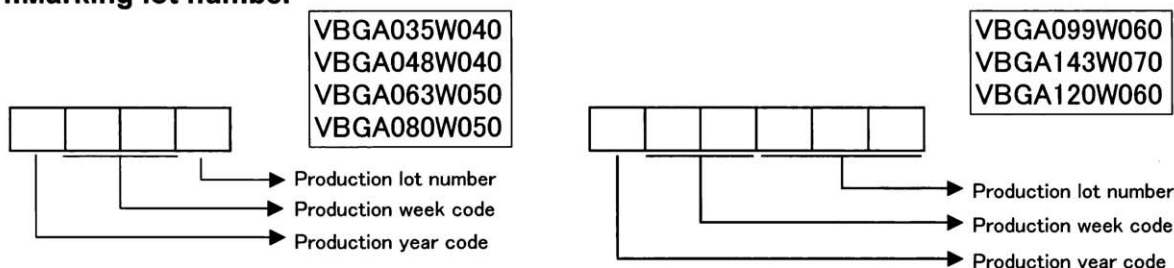 Marking lot number
VBGA035W040
VBGA048W040
VBGA063W050
VBGA080W050
Production lot number
Production week code
Production year code
VBGA099W060
VBGA143W070
VBGA120W060
Production lot number
Production week code
Production year code